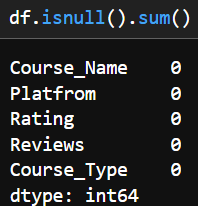 df.isnull().sum()
Course_Name    0
Platfrom       0
Rating         0
Reviews        0
Course_Type    0
dtype: int64